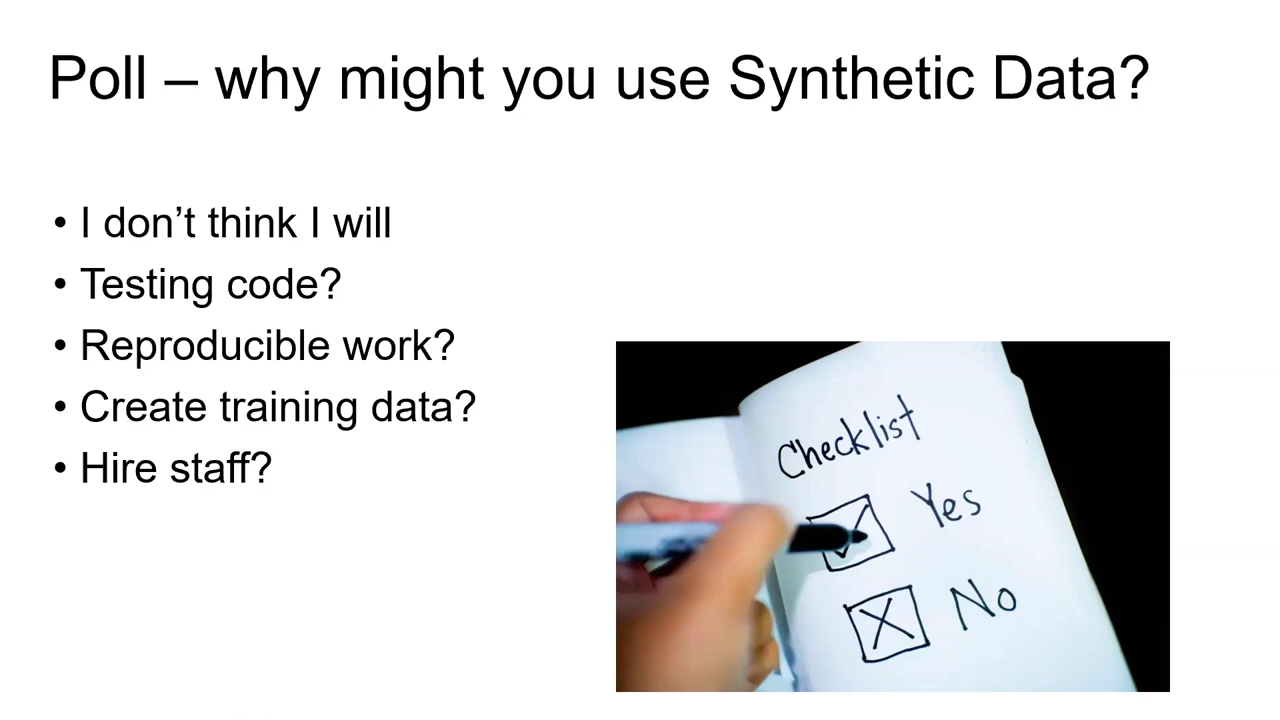 Poll – why might you use Synthetic Data?
• I don’t think I will
• Testing code?
• Reproducible work?
• Create training data?
• Hire staff?
Checklist
Yes
No